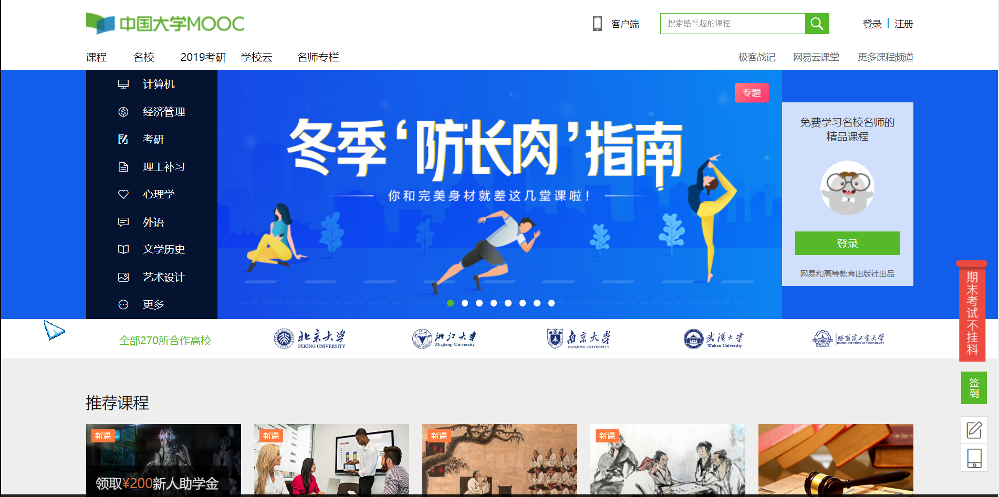 中国大学MOOC
客户端
搜索感兴趣的课程
登录 | 注册
课程 名校 2019考研 学校云 名师专栏
极客战记 网易云课堂 更多课程频道
计算机
经济管理
考研
理工补习
心理学
外语
文学历史
艺术设计
更多
专题
冬季‘防长肉’指南
你和完美身材就差这几堂课啦！
免费学习名校名师的
精品课程
登录
网易和高等教育出版社出品
期末考试不挂科
全部270所合作高校
北京大学
PEKING UNIVERSITY
浙江大学
Zhejiang University
南京大学
NANJING UNIVERSITY
武汉大学
Wuhan University
哈尔滨工业大学
HARBIN INSTITUTE OF TECHNOLOGY
签到
推荐课程
新课
新课
新课
新课
SALES
领取¥200新人助学金